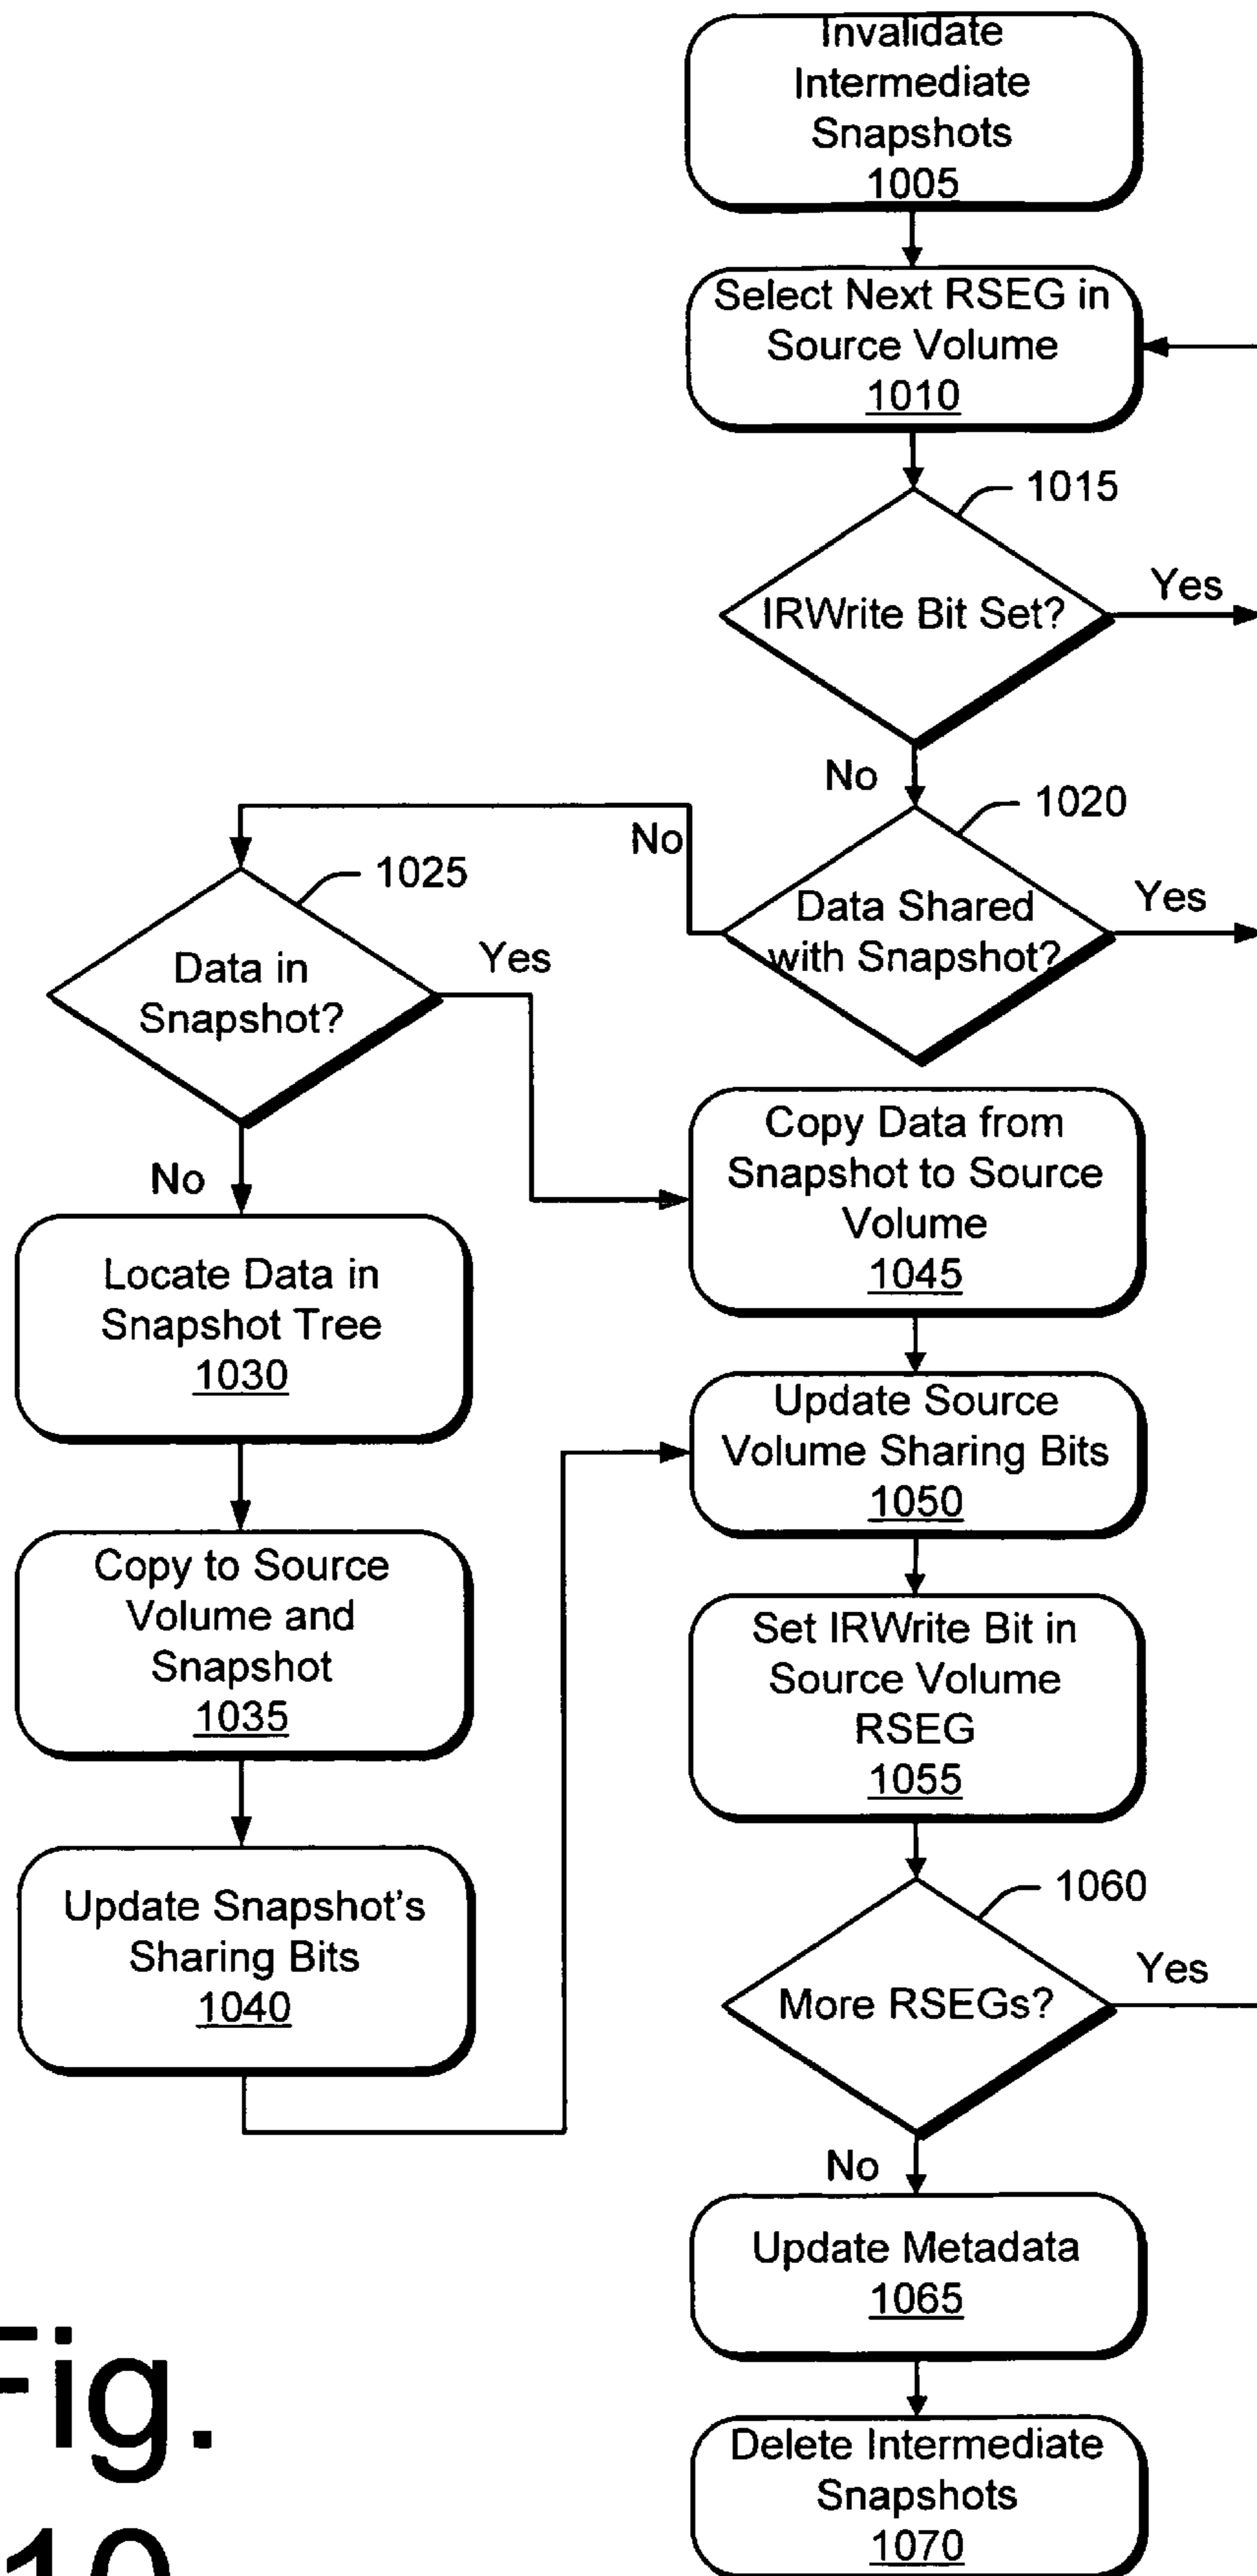 Invalidate
Intermediate
Snapshots
1005
Select Next RSEG in
Source Volume
1010
1015
IRWrite Bit Set?
Yes
No
1020
Data Shared
with Snapshot?
Yes
No
1025
Data in
Snapshot?
Yes
No
Locate Data in
Snapshot Tree
1030
Copy to Source
Volume and
Snapshot
1035
Update Snapshot's
Sharing Bits
1040
Copy Data from
Snapshot to Source
Volume
1045
Update Source
Volume Sharing Bits
1050
Set IRWrite Bit in
Source Volume
RSEG
1055
1060
More RSEGs?
Yes
No
Update Metadata
1065
Delete Intermediate
Snapshots
1070
Fig.
10